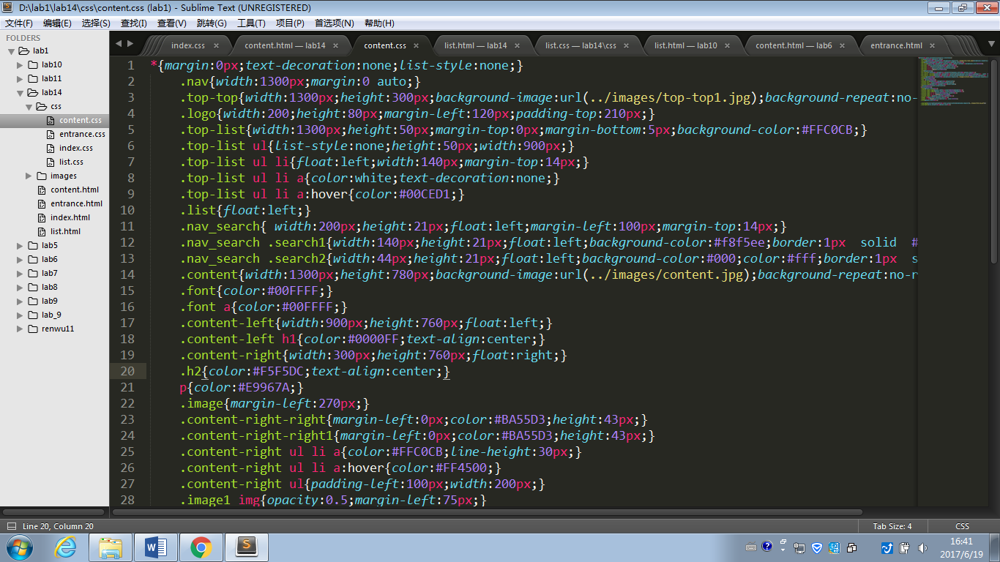 D:\lab1\lab14\css\content.css (lab1) - Sublime Text (UNREGISTERED)
文件(F) 编辑(E) 选择(S) 查找(I) 查看(V) 跳转(G) 工具(T) 项目(P) 首选项(N) 帮助(H)
FOLDERS
lab1
lab10
lab11
lab14
css
content.css
entrance.css
index.css
list.css
images
content.html
entrance.html
index.html
list.html
lab5
lab6
lab7
lab8
lab9
lab_9
renwu11
index.css × content.html — lab14 × content.css × list.html — lab14 × list.css — lab14\css × list.html — lab10 × content.html — lab6 × entrance.html ×
1 *{margin:0px;text-decoration:none;list-style:none;}
2 .nav{width:1300px;margin:0 auto;}
3 .top-top{width:1300px;height:300px;background-image:url(../images/top-top1.jpg);background-repeat:no-
4 .logo{width:200;height:80px;margin-left:120px;padding-top:210px;}
5 .top-list{width:1300px;height:50px;margin-top:0px;margin-bottom:5px;background-color:#FFC0CB;}
6 .top-list ul{list-style:none;height:50px;width:900px;}
7 .top-list ul li{float:left;width:140px;margin-top:14px;}
8 .top-list ul li a{color:white;text-decoration:none;}
9 .top-list ul li a:hover{color:#00CED1;}
10 .list{float:left;}
11 .nav_search{ width:200px;height:21px;float:left;margin-left:100px;margin-top:14px;}
12 .nav_search .search1{width:140px;height:21px;float:left;background-color:#f8f5ee;border:1px  solid  #
13 .nav_search .search2{width:44px;height:21px;float:left;background-color:#000;color:#fff;border:1px  s
14 .content{width:1300px;height:780px;background-image:url(../images/content.jpg);background-repeat:no-r
15 .font{color:#00FFFF;}
16 .font a{color:#00FFFF;}
17 .content-left{width:900px;height:760px;float:left;}
18 .content-left h1{color:#0000FF;text-align:center;}
19 .content-right{width:300px;height:760px;float:right;}
20 .h2{color:#F5F5DC;text-align:center;}
21 p{color:#E9967A;}
22 .image{margin-left:270px;}
23 .content-right-right{margin-left:0px;color:#BA55D3;height:43px;}
24 .content-right-right1{margin-left:0px;color:#BA55D3;height:43px;}
25 .content-right ul li a{color:#FFC0CB;line-height:30px;}
26 .content-right ul li a:hover{color:#FF4500;}
27 .content-right ul{padding-left:100px;width:200px;}
28 .image1 img{opacity:0.5;margin-left:75px;}
Line 20, Column 20 Tab Size: 4 CSS
16:41
2017/6/19